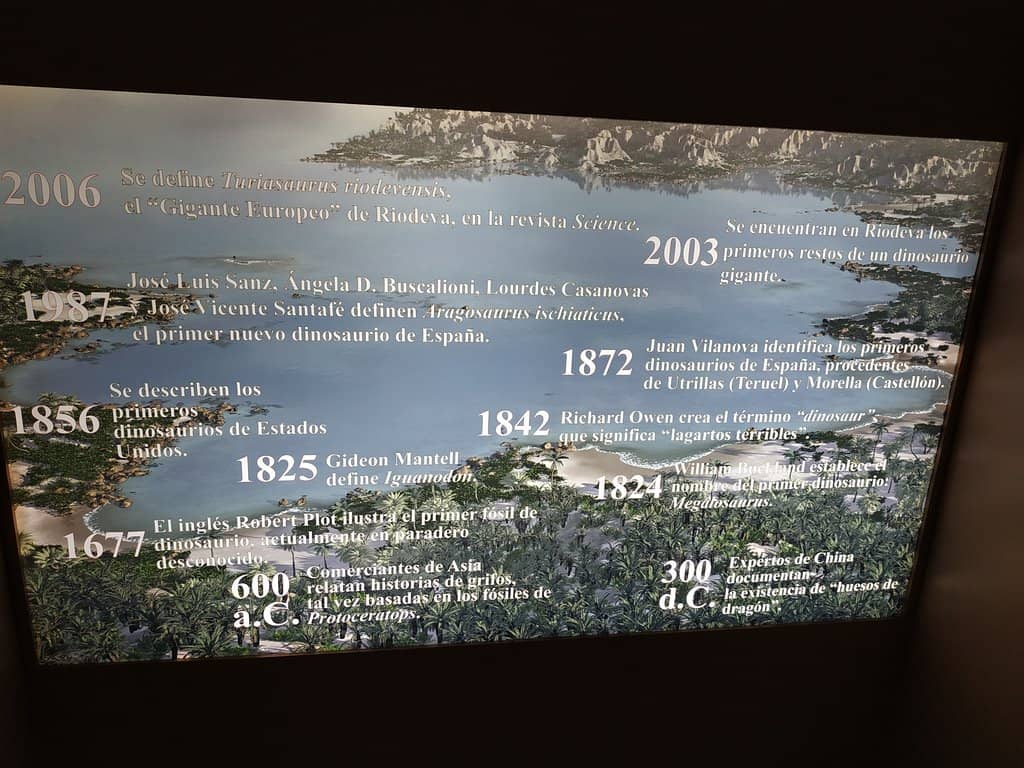 2006 Se define Turiasaurus riodevensis,
el “Gigante Europeo” de Riodeva, en la revista Science.
2003 Se encuentran en Riodeva los
primeros restos de un dinosaurio
gigante.
1987 José Luis Sanz, Ángela D. Buscalioni, Lourdes Casanovas
y José Vicente Santafé definen Aragosaurus ischiaticus,
el primer nuevo dinosaurio de España.
1872 Juan Vilanova identifica los primeros
dinosaurios de España, procedentes
de Utrillas (Teruel) y Morella (Castellón).
1856 Se describen los
primeros
dinosaurios de Estados
Unidos.
1842 Richard Owen crea el término “dinosaur”,
que significa “lagartos terribles”.
1825 Gideon Mantell
define Iguanodon.
1824 William Buckland establece el
nombre del primer dinosaurio:
Megalosaurus.
1677 El inglés Robert Plot ilustra el primer fósil de
dinosaurio, actualmente en paradero
desconocido.
600 a.C. Comerciantes de Asia
relatan historias de grifos,
tal vez basadas en los fósiles de
Protoceratops.
300 d.C. Expertos de China
documentan
la existencia de “huesos de
dragón”.